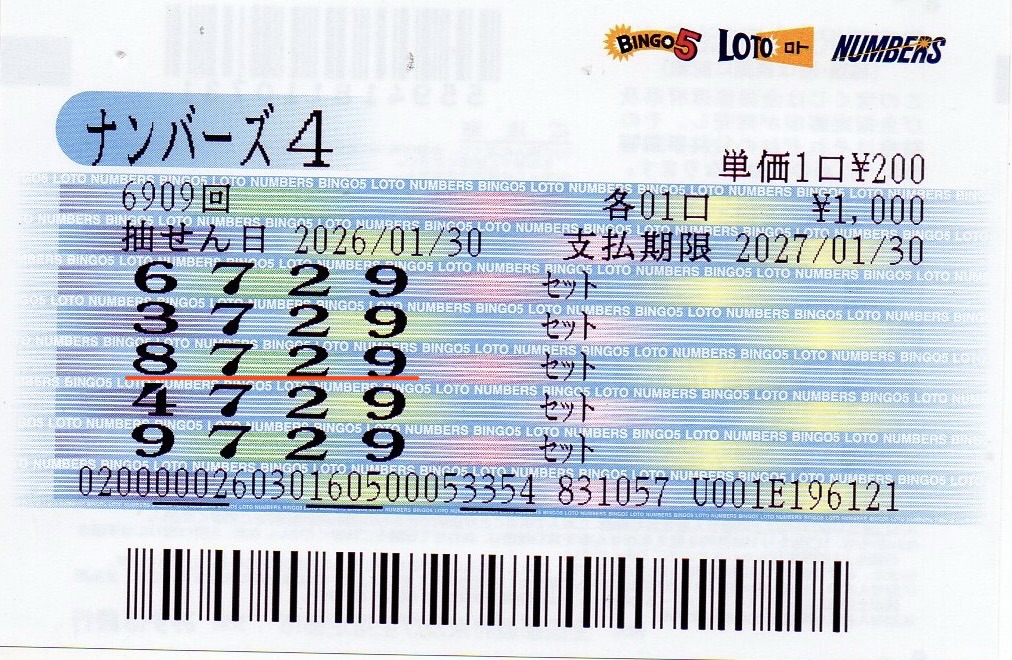 BINGO5 LOTO ロト NUMBERS
ナンバーズ4
単価1口¥200
6909回 各01口 ¥1,000
抽せん日 2026/01/30 支払期限 2027/01/30
6 7 2 9 セット
3 7 2 9 セット
8 7 2 9 セット
4 7 2 9 セット
9 7 2 9 セット
020000026030160500053354 831057 U001E196121